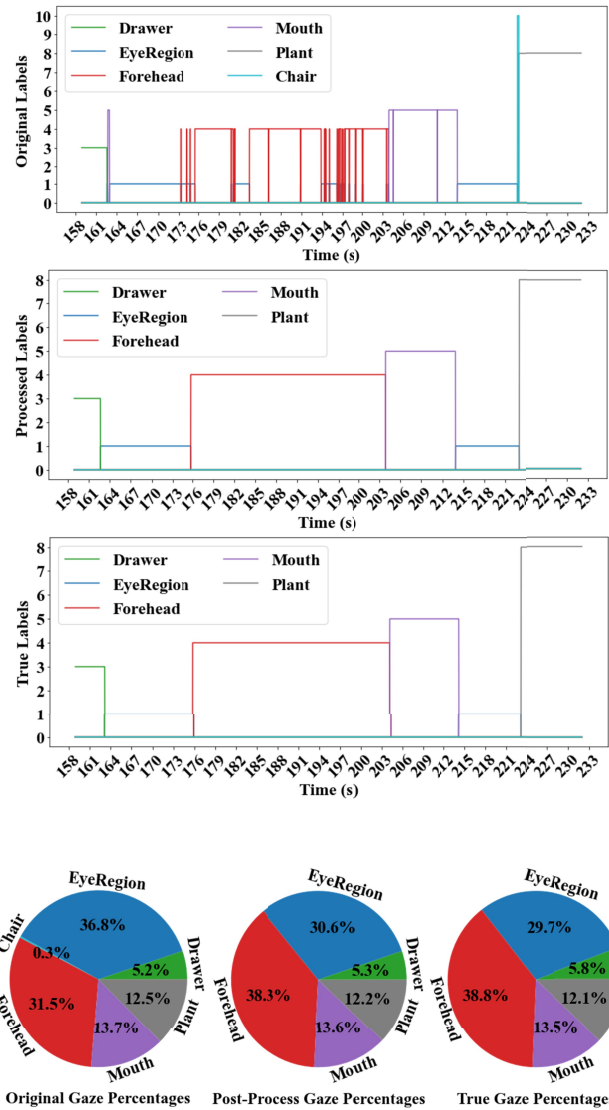 Original Labels
10
9
8
7
6
5
4
3
2
1
0
Drawer Mouth
EyeRegion Plant
Forehead Chair
158 161 164 167 170 173 176 179 182 185 188 191 194 197 200 203 206 209 212 215 218 221 224 227 230 233
Time (s)
Processed Labels
8
7
6
5
4
3
2
1
0
Drawer Mouth
EyeRegion Plant
Forehead
158 161 164 167 170 173 176 179 182 185 188 191 194 197 200 203 206 209 212 215 218 221 224 227 230 233
Time (s)
True Labels
8
7
6
5
4
3
2
1
0
Drawer Mouth
EyeRegion Plant
Forehead
158 161 164 167 170 173 176 179 182 185 188 191 194 197 200 203 206 209 212 215 218 221 224 227 230 233
Time (s)
EyeRegion
36.8%
Chair
0.3%
Drawer
5.2%
Forehead
31.5%
12.5%
Plant
13.7%
Mouth
Original Gaze Percentages
EyeRegion
30.6%
Drawer
5.3%
Forehead
38.3%
12.2%
Plant
13.6%
Mouth
Post-Process Gaze Percentages
EyeRegion
29.7%
5.8%
Forehead
38.8%
12.1%
13.5%
Mouth
True Gaze Percentage